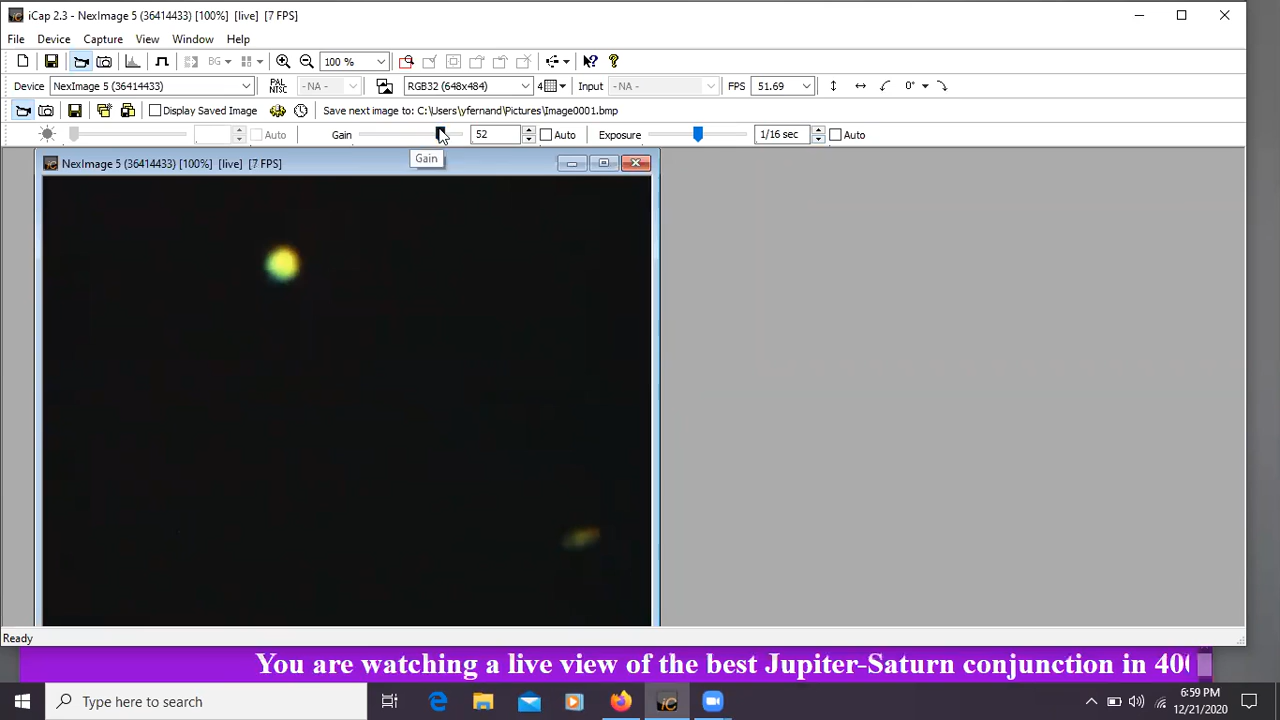 iCap 2.3 - NexImage 5 (36414433) [100%] [live] [7 FPS]
File Device Capture View Window Help
BG 100 %
Device NexImage 5 (36414433) PAL NTSC - NA - RGB32 (648x484) 4 Input - NA - FPS 51.69 0°
Display Saved Image Save next image to: C:\Users\yfernand\Pictures\Image0001.bmp
Auto Gain 52 Auto Exposure 1/16 sec Auto
Gain
NexImage 5 (36414433) [100%] [live] [7 FPS]
Ready
You are watching a live view of the best Jupiter-Saturn conjunction in 400
Type here to search
6:59 PM
12/21/2020